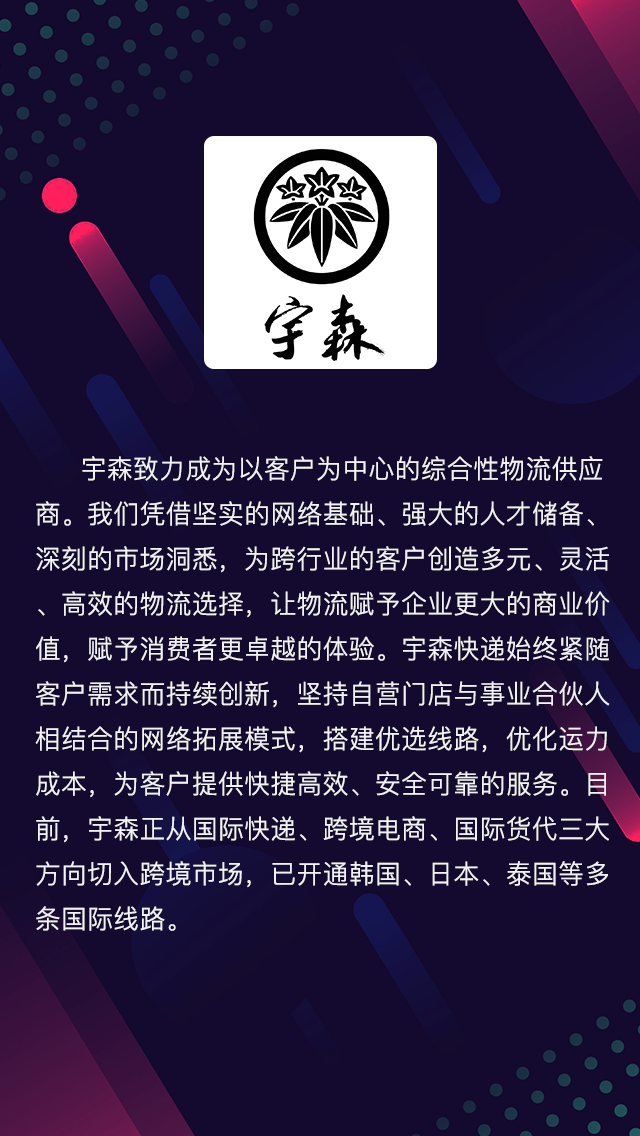 宇森
宇森致力成为以客户为中心的综合性物流供应
商。我们凭借坚实的网络基础、强大的人才储备、
深刻的市场洞悉，为跨行业的客户创造多元、灵活
、高效的物流选择，让物流赋予企业更大的商业价
值，赋予消费者更卓越的体验。宇森快递始终紧随
客户需求而持续创新，坚持自营门店与事业合伙人
相结合的网络拓展模式，搭建优选线路，优化运力
成本，为客户提供快捷高效、安全可靠的服务。目
前，宇森正从国际快递、跨境电商、国际货代三大
方向切入跨境市场，已开通韩国、日本、泰国等多
条国际线路。